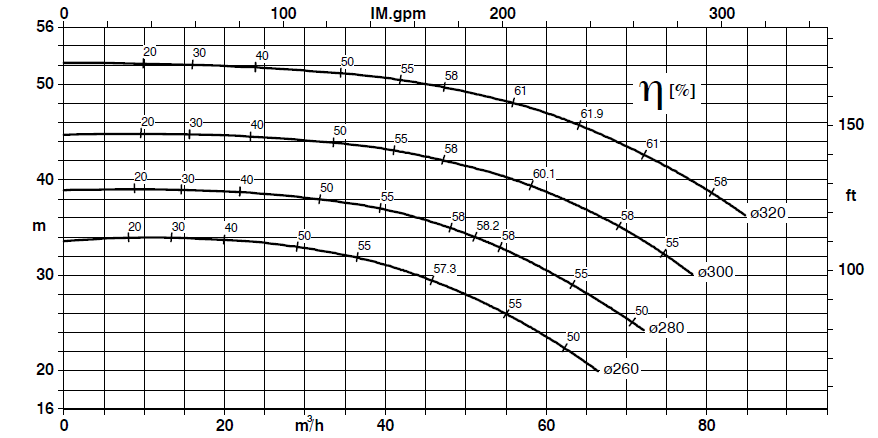 0 100 IM.gpm 200 300
56
20 30 40 50 55 58 61 61.9 61 58 ø320
η [%]
50
150
20 30 40 50 55 58 60.1 58 55 ø300
40
20 30 40 50 55 58 58.2 58 55 50 ø280
ft
m
20 30 40 50 55 57.3 55 50 ø260
30
100
20
16
0 20 m³/h 40 60 80